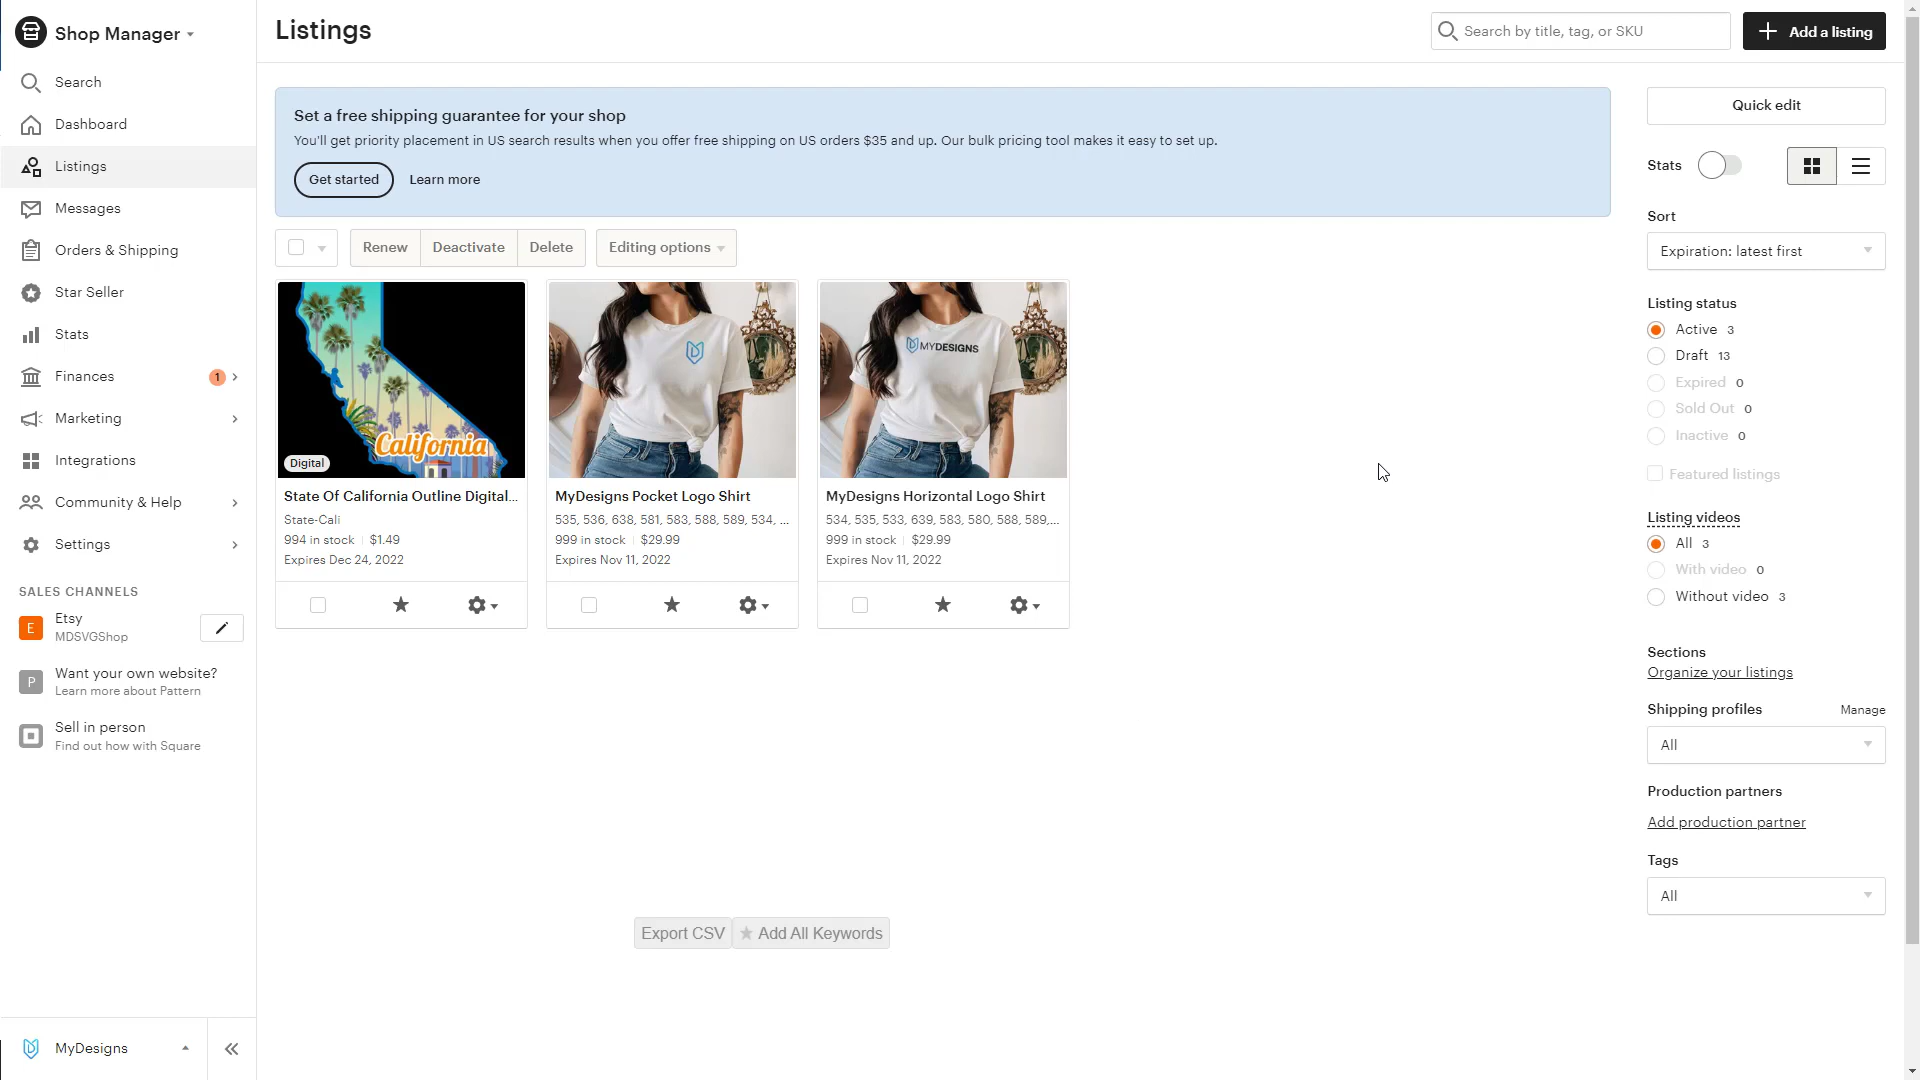 Shop Manager
Search
Dashboard
Listings
Messages
Orders & Shipping
Star Seller
Stats
Finances 1
Marketing
Integrations
Community & Help
Settings
SALES CHANNELS
E
Etsy
MDSVGShop
P
Want your own website?
Learn more about Pattern
Sell in person
Find out how with Square
MyDesigns
Listings
Search by title, tag, or SKU
Add a listing
Set a free shipping guarantee for your shop
You'll get priority placement in US search results when you offer free shipping on US orders $35 and up. Our bulk pricing tool makes it easy to set up.
Get started Learn more
Renew Deactivate Delete Editing options
California
Digital
State Of California Outline Digital...
State-Cali
994 in stock $1.49
Expires Dec 24, 2022
MyDesigns Pocket Logo Shirt
535, 536, 638, 581, 583, 588, 589, 534, ...
999 in stock $29.99
Expires Nov 11, 2022
MYDESIGNS
MyDesigns Horizontal Logo Shirt
534, 535, 533, 639, 583, 580, 588, 589,...
999 in stock $29.99
Expires Nov 11, 2022
Export CSV Add All Keywords
Quick edit
Stats
Sort
Expiration: latest first
Listing status
Active 3
Draft 13
Expired 0
Sold Out 0
Inactive 0
Featured listings
Listing videos
All 3
With video 0
Without video 3
Sections
Organize your listings
Shipping profiles Manage
All
Production partners
Add production partner
Tags
All